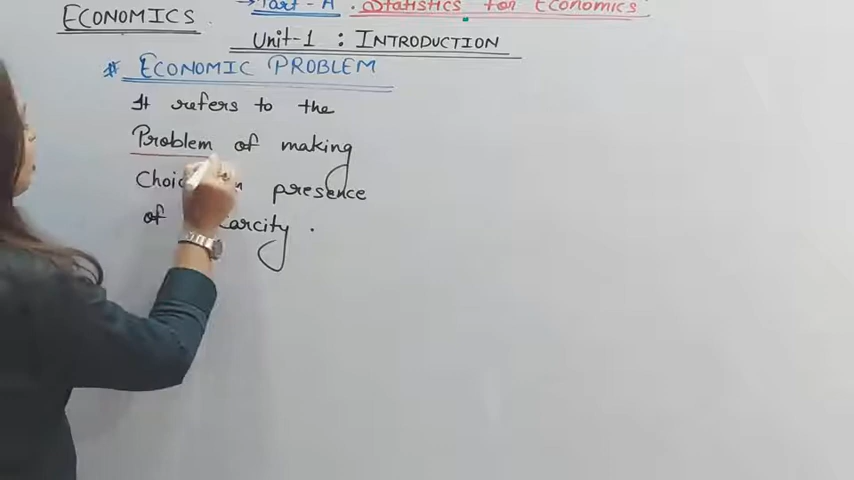 → Part - A . Statistics for Economics
ECONOMICS
Unit-1 : INTRODUCTION
# ECONOMIC PROBLEM
It refers to the
Problem of making
presence
of
.